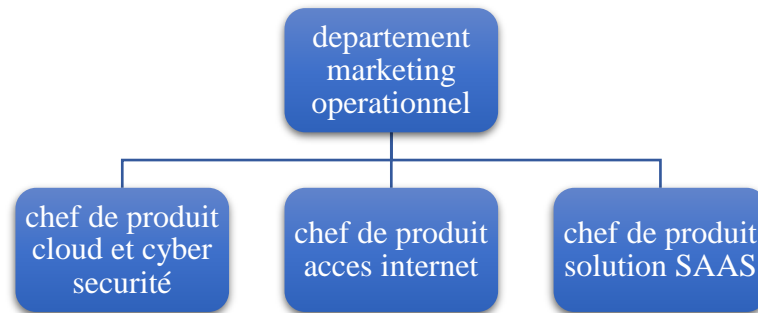 departement
marketing
operationnel
chef de produit
cloud et cyber
securité
chef de produit
acces internet
chef de produit
solution SAAS